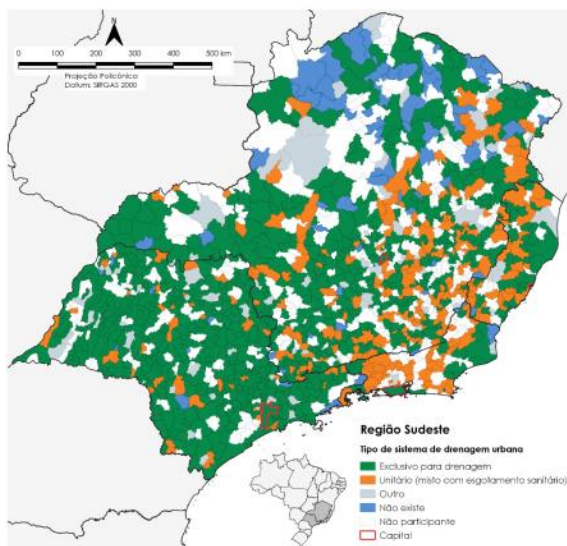 N
0 100 200 300 400 500 km
Projeção Policônica
Datum: SIRGAS 2000
Região Sudeste
Tipo de sistema de drenagem urbana
Exclusivo para drenagem
Unitário (misto com esgotamento sanitário)
Outro
Não existe
Não participante
Capital